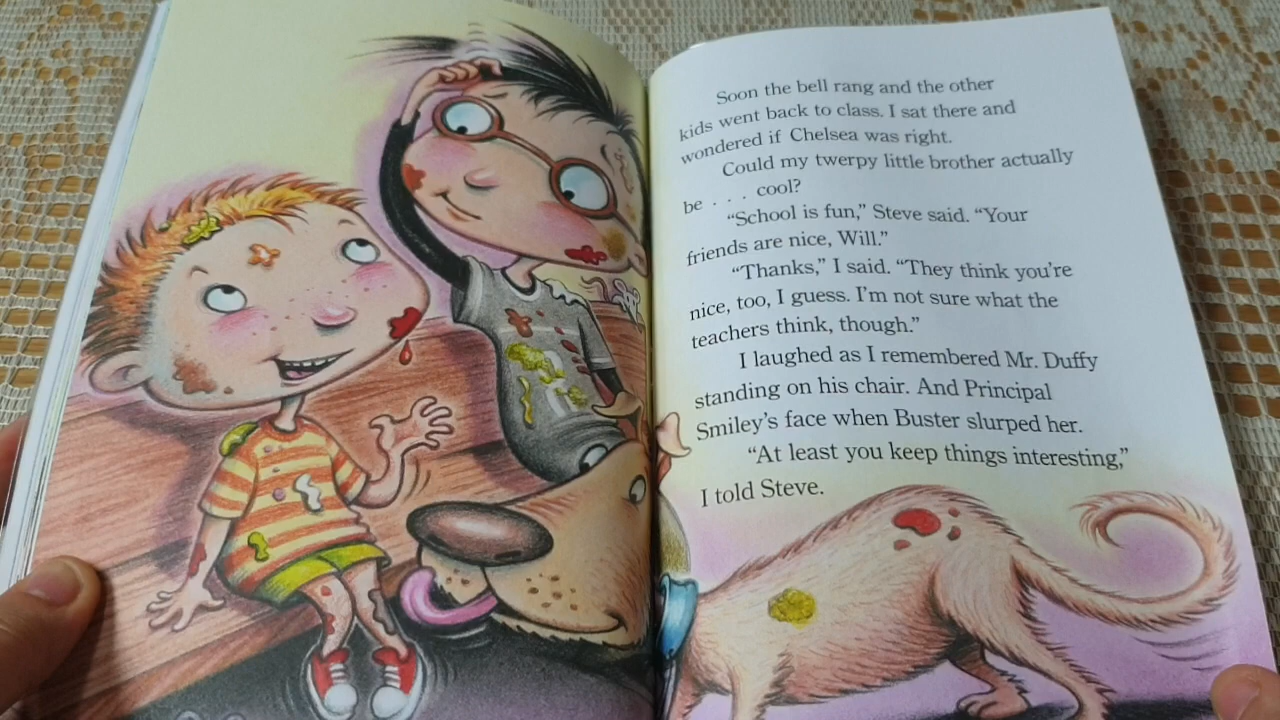 Soon the bell rang and the other
kids went back to class. I sat there and
wondered if Chelsea was right.
Could my twerpy little brother actually
be . . . cool?
“School is fun,” Steve said. “Your
friends are nice, Will.”
“Thanks,” I said. “They think you’re
nice, too, I guess. I’m not sure what the
teachers think, though.”
I laughed as I remembered Mr. Duffy
standing on his chair. And Principal
Smiley’s face when Buster slurped her.
“At least you keep things interesting,”
I told Steve.